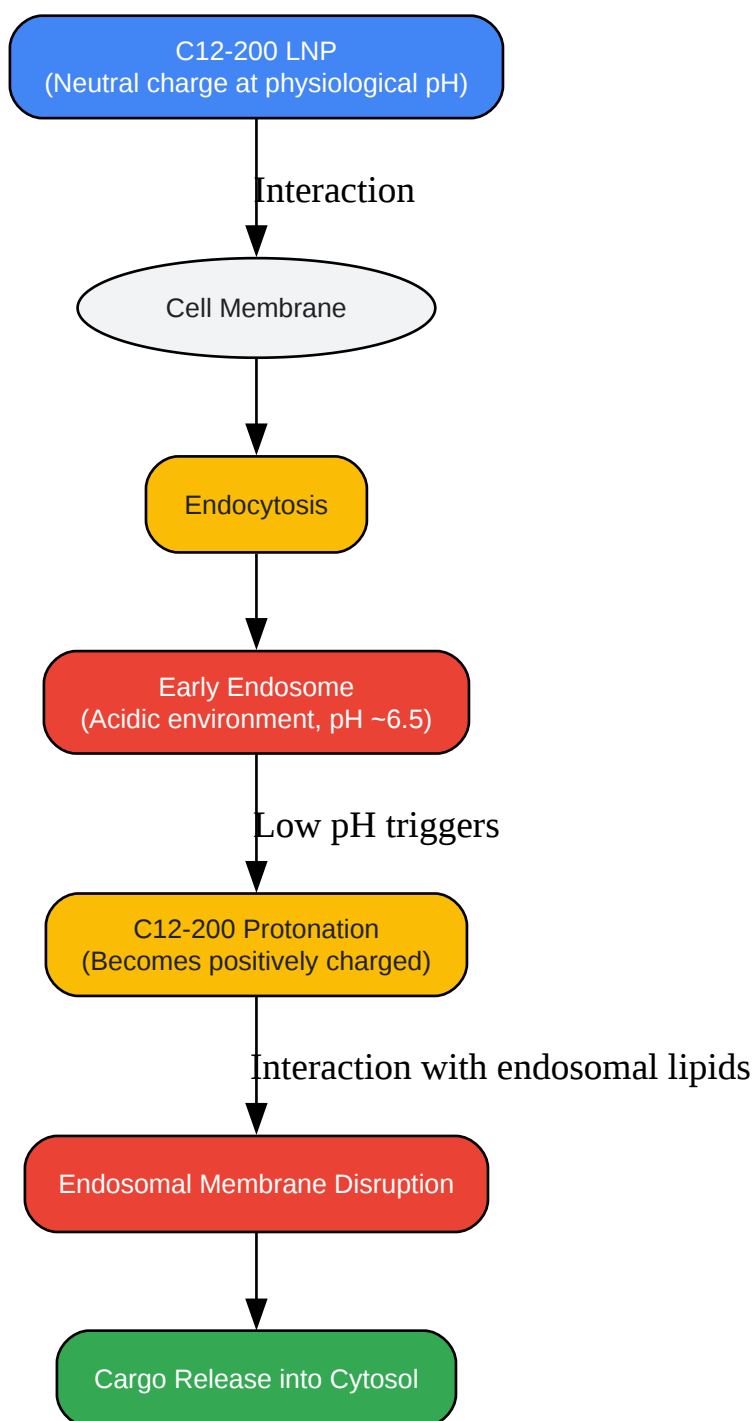 C12-200 LNP
(Neutral charge at physiological pH)
Interaction
Cell Membrane
Endocytosis
Early Endosome
(Acidic environment, pH ~6.5)
Low pH triggers
C12-200 Protonation
(Becomes positively charged)
Interaction with endosomal lipids
Endosomal Membrane Disruption
Cargo Release into Cytosol